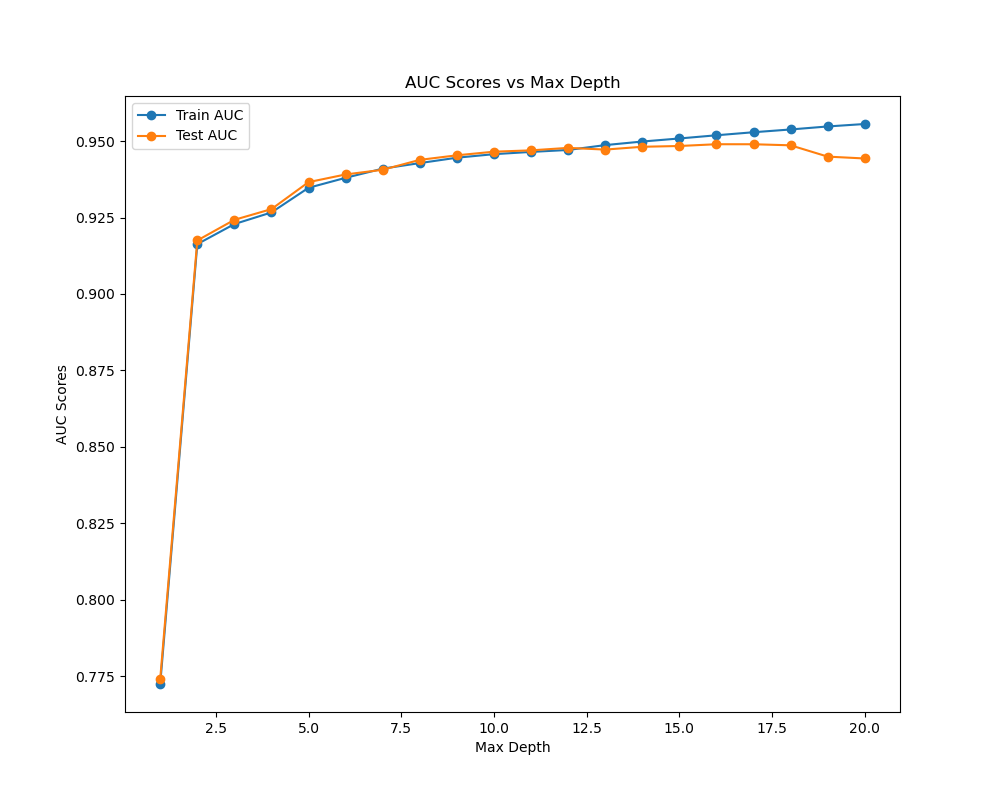 AUC Scores vs Max Depth
Train AUC
Test AUC
0.950
0.925
0.900
0.875
0.850
0.825
0.800
0.775
AUC Scores
2.5 5.0 7.5 10.0 12.5 15.0 17.5 20.0
Max Depth